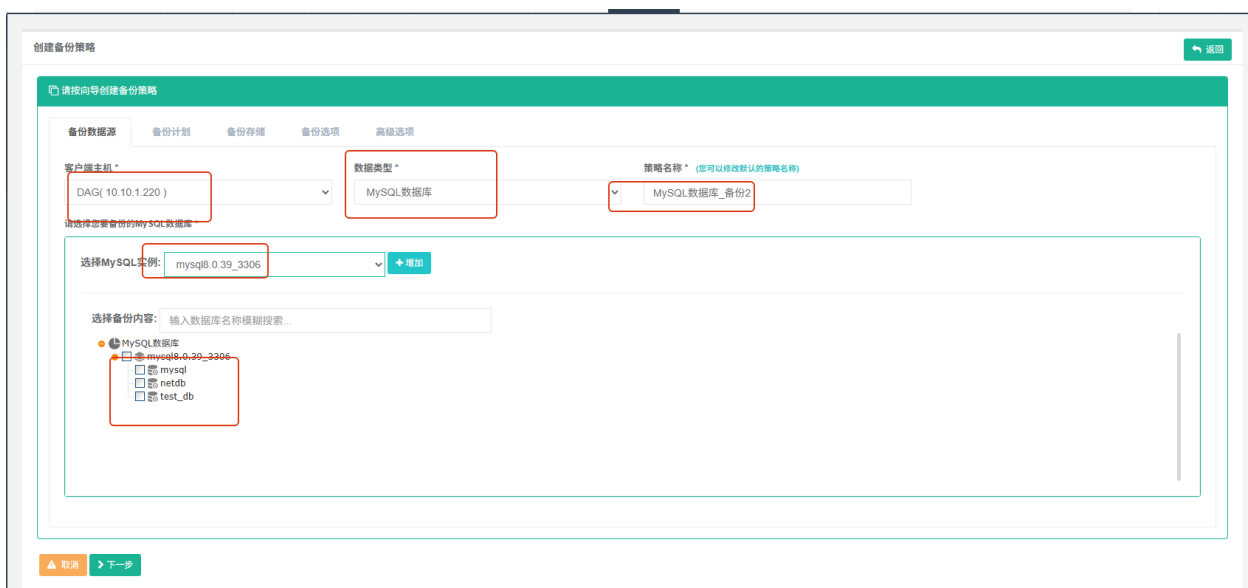 创建备份策略
返回
请按向导创建备份策略
备份数据源 备份计划 备份存储 备份选项 高级选项
客户端主机 * 数据类型 * 策略名称 * (您可以修改默认的策略名称)
DAG( 10.10.1.220 ) MySQL数据库 MySQL数据库_备份2
请选择您要备份的MySQL数据库 *
选择MySQL实例: mysql8.0.39_3306 增加
选择备份内容: 输入数据库名称模糊搜索...
MySQL数据库
mysql8.0.39_3306
mysql
netdb
test_db
取消 下一步